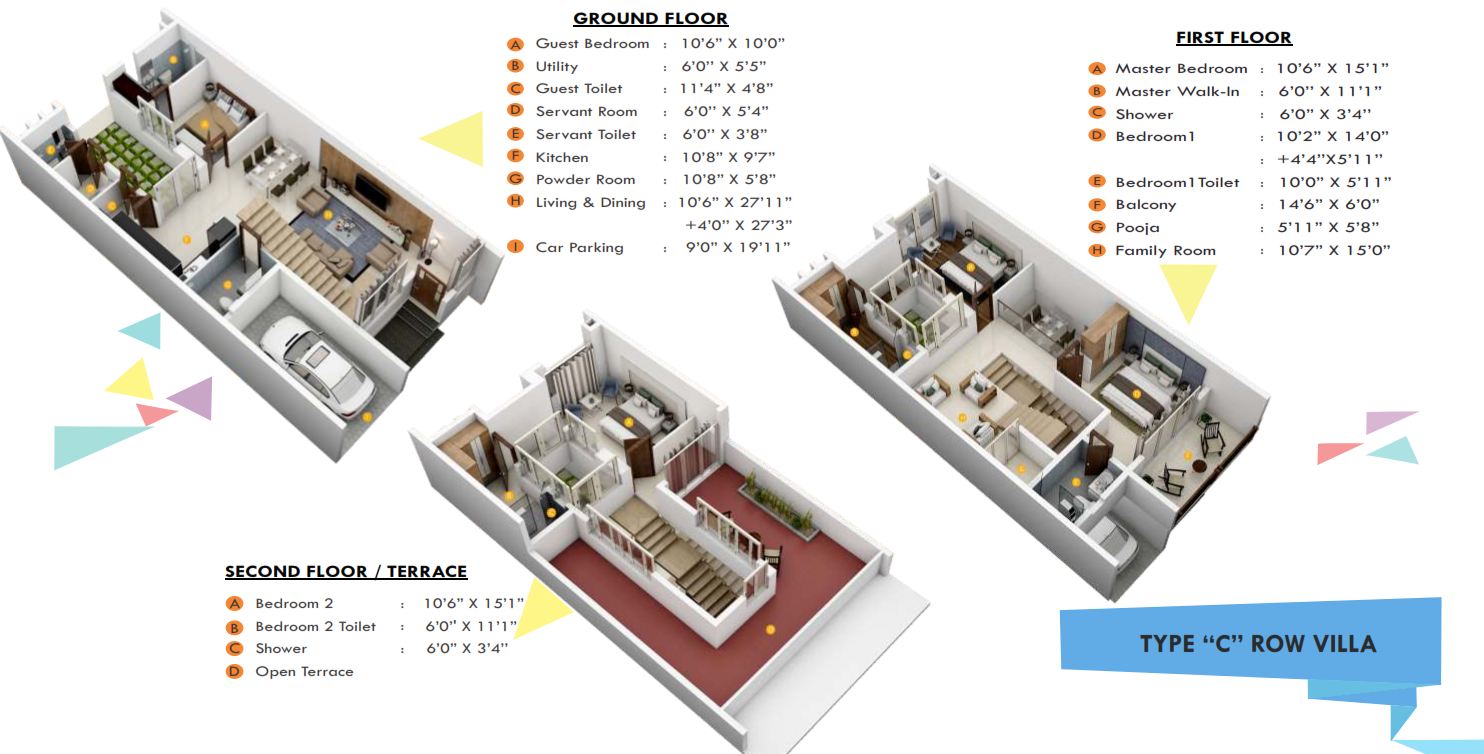 GROUND FLOOR
A Guest Bedroom : 10'6" X 10'0"
B Utility : 6'0'' X 5'5"
C Guest Toilet : 11'4" X 4'8"
D Servant Room : 6'0'' X 5'4"
E Servant Toilet : 6'0'' X 3'8"
F Kitchen : 10'8" X 9'7"
G Powder Room : 10'8" X 5'8"
H Living & Dining : 10'6" X 27'11"
+4'0" X 27'3"
I Car Parking : 9'0" X 19'11"
FIRST FLOOR
A Master Bedroom : 10'6" X 15'1"
B Master Walk-In : 6'0'' X 11'1"
C Shower : 6'0" X 3'4''
D Bedroom1 : 10'2" X 14'0"
: +4'4"X5'11"
E Bedroom1Toilet : 10'0" X 5'11"
F Balcony : 14'6" X 6'0"
G Pooja : 5'11" X 5'8"
H Family Room : 10'7" X 15'0"
SECOND FLOOR / TERRACE
A Bedroom 2 : 10'6" X 15'1"
B Bedroom 2 Toilet : 6'0'' X 11'1"
C Shower : 6'0" X 3'4''
D Open Terrace
TYPE “C” ROW VILLA